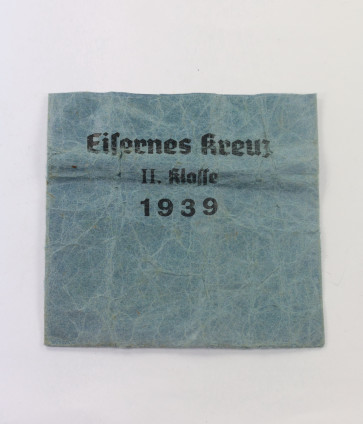 Eiſernes Kreuz
II. Klaſſe
1939